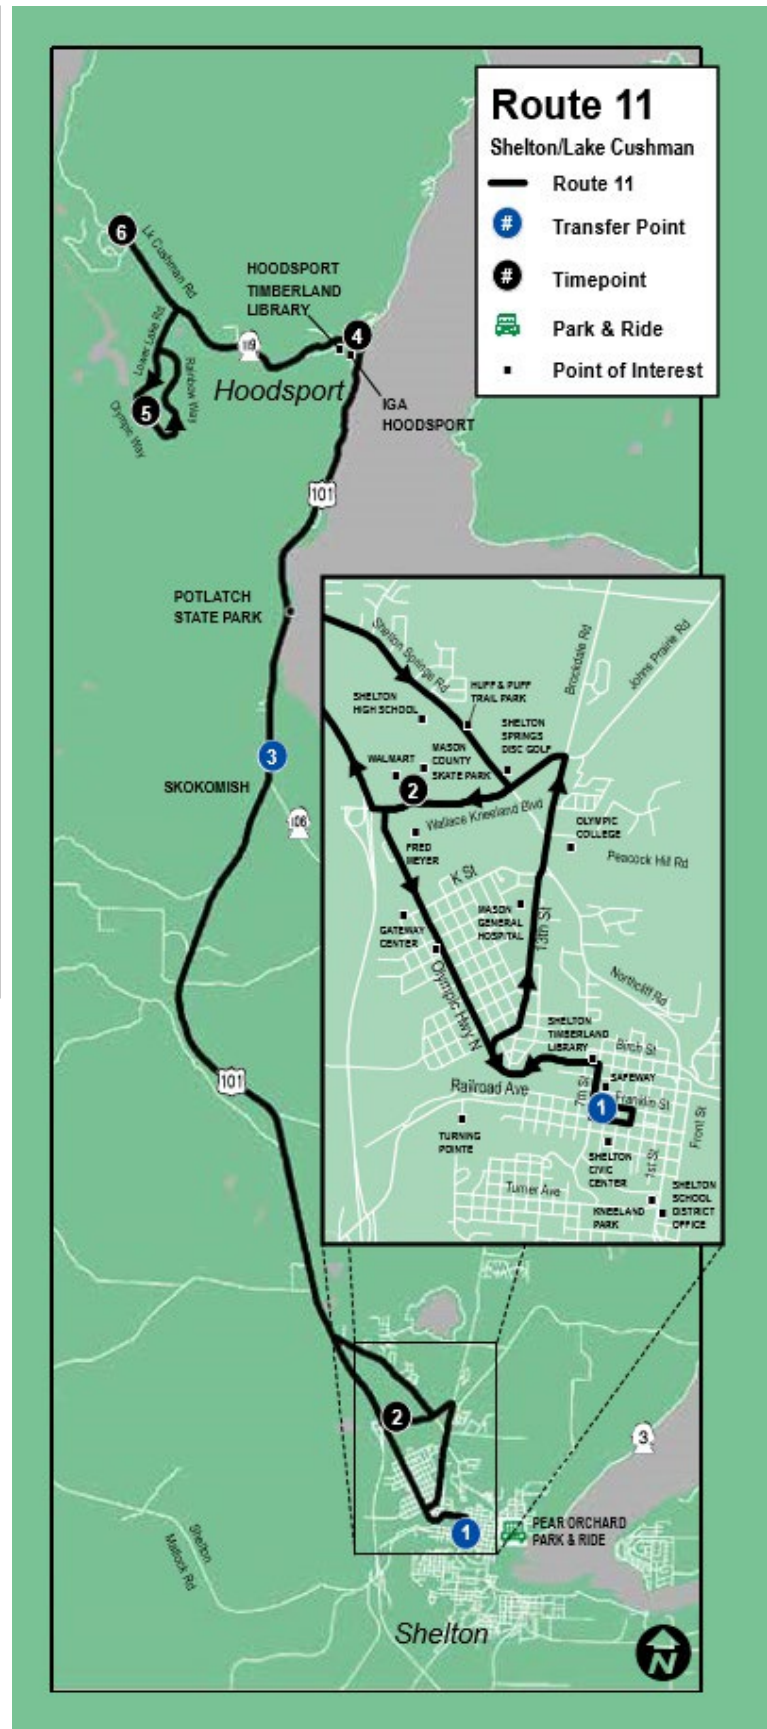 Route 11
Shelton/Lake Cushman
Route 11
# Transfer Point
# Timepoint
Park & Ride
Point of Interest
6
Lk Cushman Rd
HOODSPORT
TIMBERLAND
LIBRARY
4
119
Lower Lake Rd
Rainbow Way
Hoodsport
5
Olympic Way
IGA
HOODSPORT
101
POTLATCH
STATE PARK
3
SKOKOMISH
106
101
Shelton Springs Rd
Brockdale Rd
Johns Prairie Rd
HUFF & PUFF
TRAIL PARK
SHELTON
HIGH SCHOOL
SHELTON
SPRINGS
DISC GOLF
WALMART
MASON
COUNTY
SKATE PARK
2
Wallace Kneeland Blvd
OLYMPIC
COLLEGE
FRED
MEYER
Peacock Hill Rd
K St
MASON
GENERAL
HOSPITAL
13th St
GATEWAY
CENTER
Olympic Hwy N
Northcliff Rd
SHELTON
TIMBERLAND
LIBRARY
Birch St
Railroad Ave
7th St
SAFEWAY
Franklin St
1
Front St
TURNING
POINTE
SHELTON
CIVIC
CENTER
1st St
Turner Ave
KNEELAND
PARK
SHELTON
SCHOOL
DISTRICT
OFFICE
2
3
1
PEAR ORCHARD
PARK & RIDE
Shelton
Matlock Rd
Shelton
N